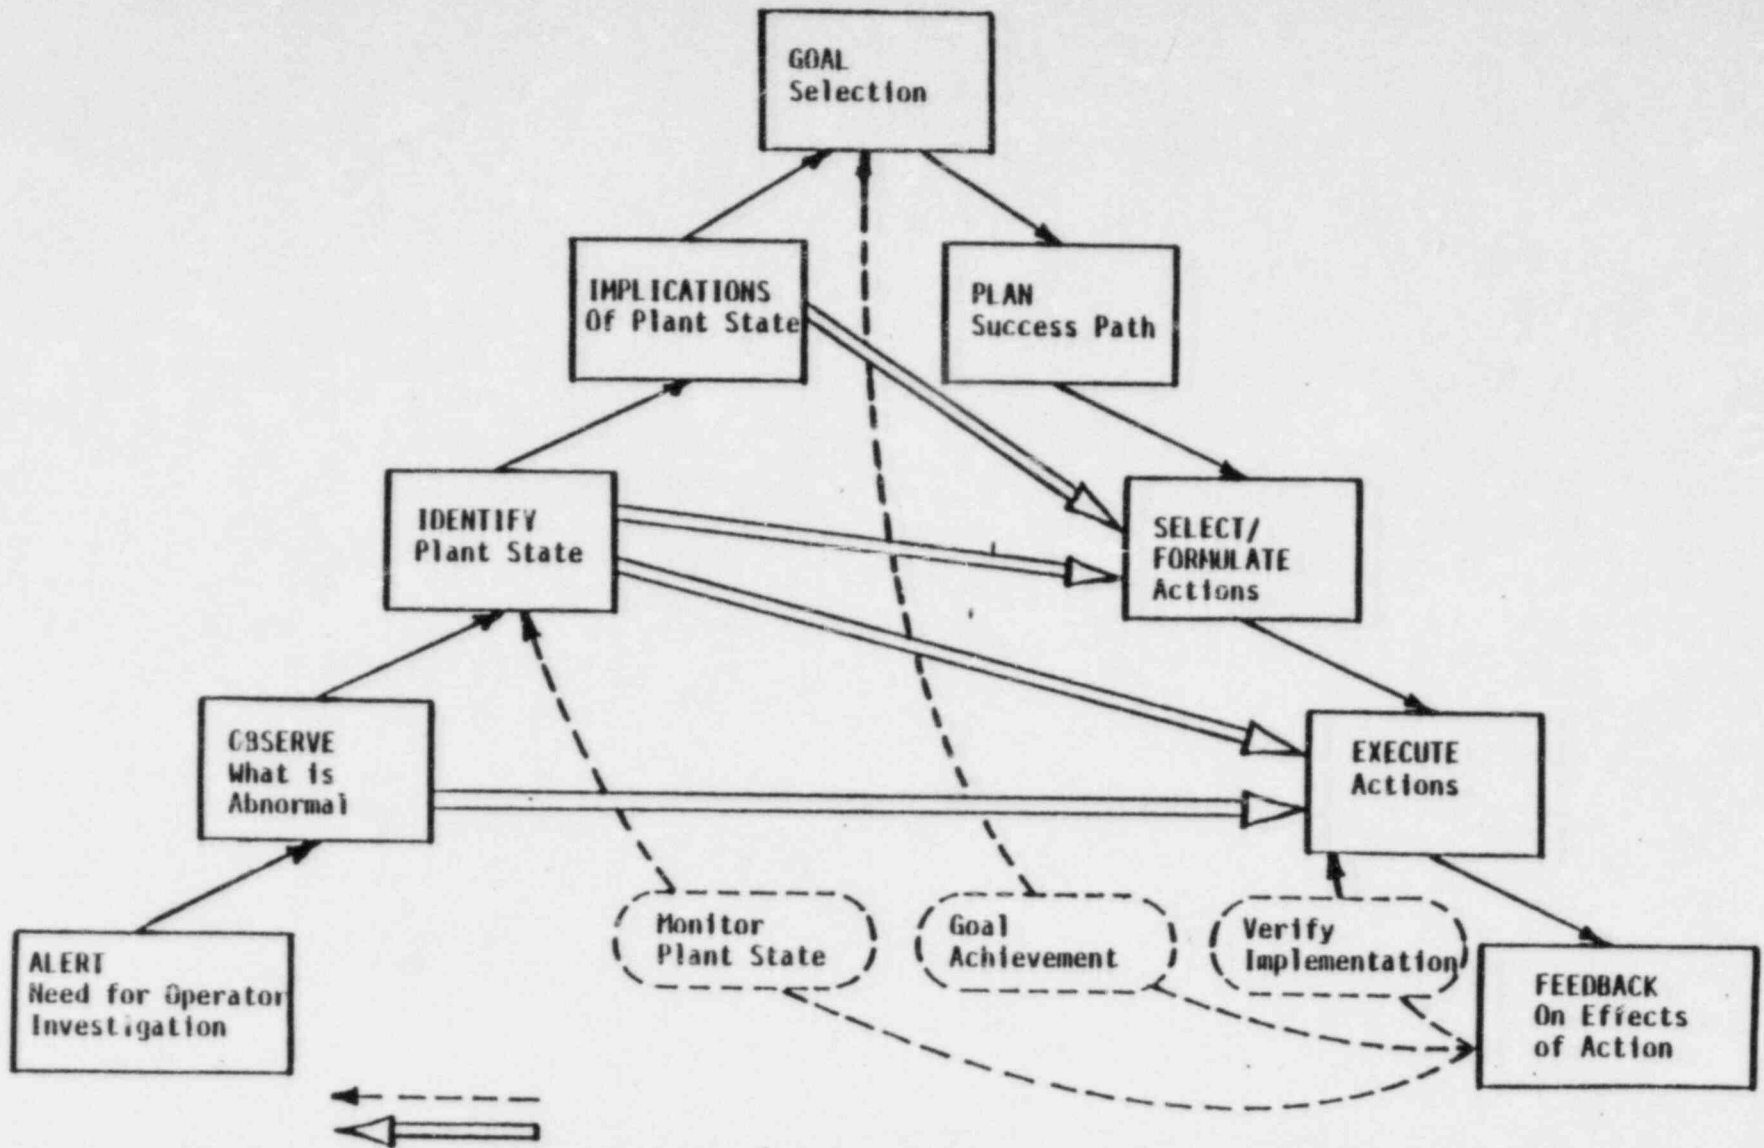 GOAL
Selection
IMPLICATIONS
Of Plant State
PLAN
Success Path
IDENTIFY
Plant State
SELECT/
FORMULATE
Actions
OBSERVE
What is
Abnormal
EXECUTE
Actions
Monitor
Plant State
Goal
Achievement
Verify
Implementation
ALERT
Need for Operator
Investigation
FEEDBACK
On Effects
of Action